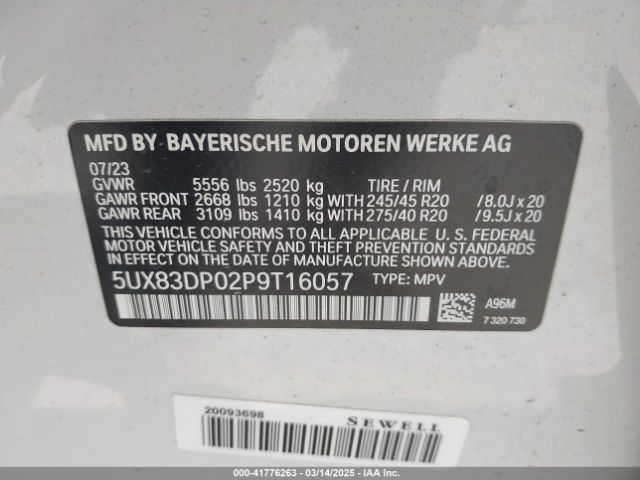 MFD BY BAYERISCHE MOTOREN WERKE AG
07/23
GVWR 5556 lbs 2520 kg TIRE / RIM
GAWR FRONT 2668 lbs 1210 kg WITH 245/45 R20 /8.0J x 20
GAWR REAR 3109 lbs 1410 kg WITH 275/40 R20 /9.5J x 20
THIS VEHICLE CONFORMS TO ALL APPLICABLE U. S. FEDERAL
MOTOR VEHICLE SAFETY, BUMPER, AND THEFT PREVENTION
STANDARDS IN EFFECT ON THE DATE OF MANUFACTURE SHOWN ABOVE.
5UX83DP02P9T16057 TYPE: MPV
A96M
7 320 730
20093698 SEWELL
000-41776263 - 03/14/2025 - IAA Inc.